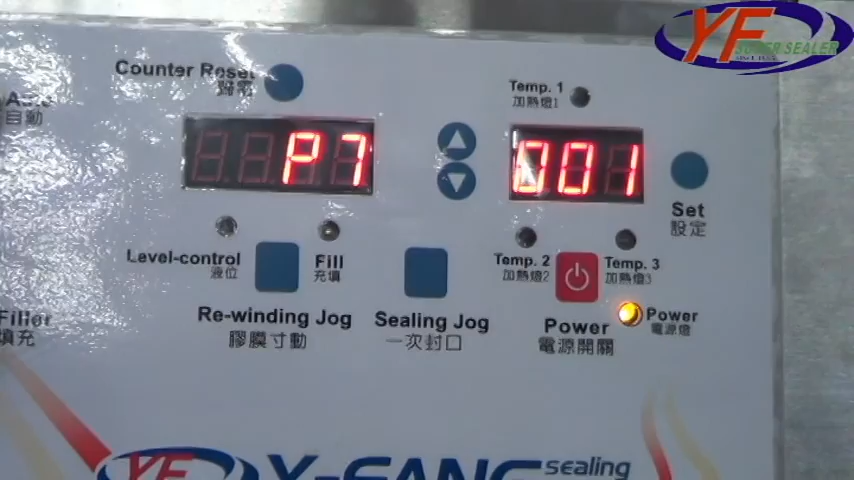 YF
SUPER SEALER
Counter Reset
歸零
Temp. 1
加熱燈1
Auto
自動
P7
001
Set
設定
Level-control
液位
Fill
充填
Temp. 2
加熱燈2
Temp. 3
加熱燈3
Re-winding Jog
膠膜寸動
Sealing Jog
一次封口
Power
電源開關
Power
電源燈
Filler
填充
YF
Y-FANG
sealing